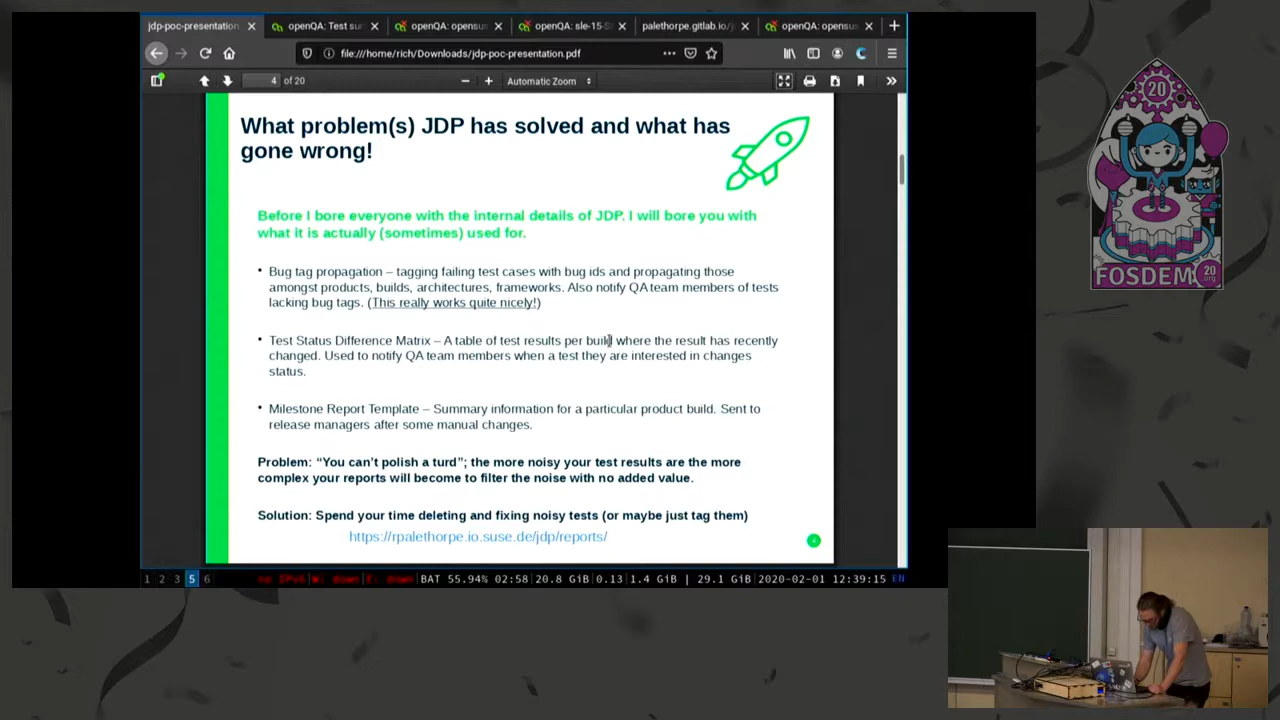 jdp-poc-presentation
openQA: Test sur
openQA: opensus
openQA: sle-15-S
palethorpe.gitlab.io/j
openQA: opensus
file:///home/rich/Downloads/jdp-poc-presentation.pdf
4 of 20
Automatic Zoom
What problem(s) JDP has solved and what has
gone wrong!
Before I bore everyone with the internal details of JDP. I will bore you with
what it is actually (sometimes) used for.
• Bug tag propagation – tagging failing test cases with bug ids and propagating those
amongst products, builds, architectures, frameworks. Also notify QA team members of tests
lacking bug tags. (This really works quite nicely!)
• Test Status Difference Matrix – A table of test results per build where the result has recently
changed. Used to notify QA team members when a test they are interested in changes
status.
• Milestone Report Template – Summary information for a particular product build. Sent to
release managers after some manual changes.
Problem: “You can’t polish a turd”; the more noisy your test results are the more
complex your reports will become to filter the noise with no added value.
Solution: Spend your time deleting and fixing noisy tests (or maybe just tag them)
https://rpalethorpe.io.suse.de/jdp/reports/
4
1 2 3 5 6 no IPv6 W: down E: down BAT 55.94% 02:58 20.8 GiB 0.13 1.4 GiB | 29.1 GiB 2020-02-01 12:39:15 EN
20
FOSDEM 20
.org